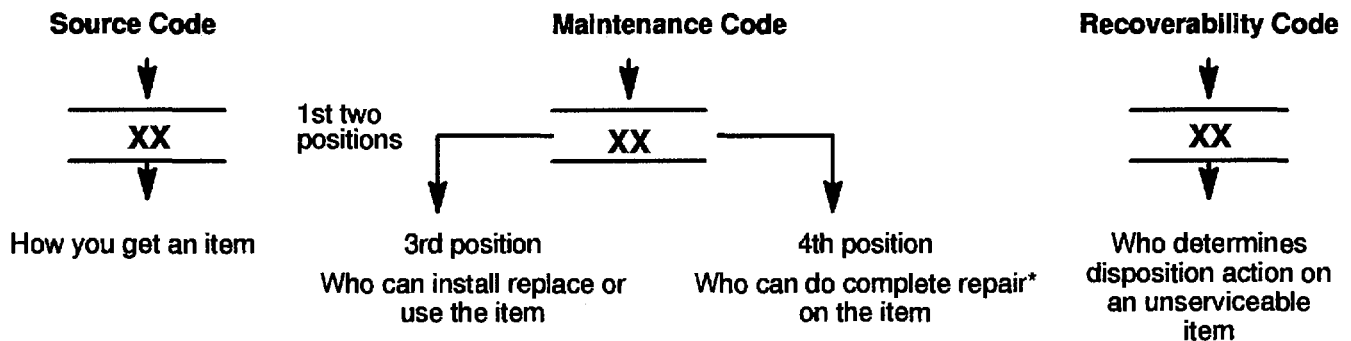 Source Code
Maintenance Code
Recoverability Code
XX
1st two
positions
XX
XX
How you get an item
3rd position
Who can install replace or
use the item
4th position
Who can do complete repair*
on the item
Who determines
disposition action on
an unserviceable
item